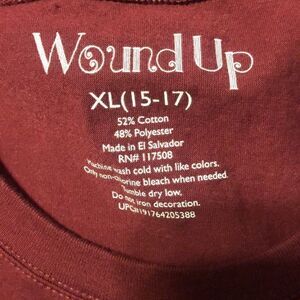 Wound Up
XL(15-17)
52% Cotton
48% Polyester
Made in El Salvador
RN# 117508
Machine wash cold with like colors.
Only non-chlorine bleach when needed.
Tumble dry low.
Do not iron decoration.
UPC#191764205388